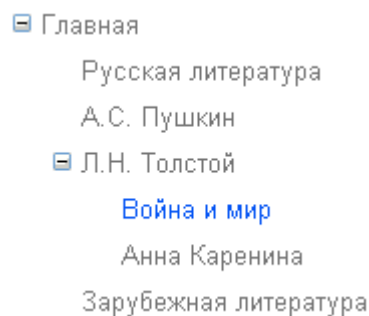 Главная
Русская литература
А.С. Пушкин
Л.Н. Толстой
Война и мир
Анна Каренина
Зарубежная литература